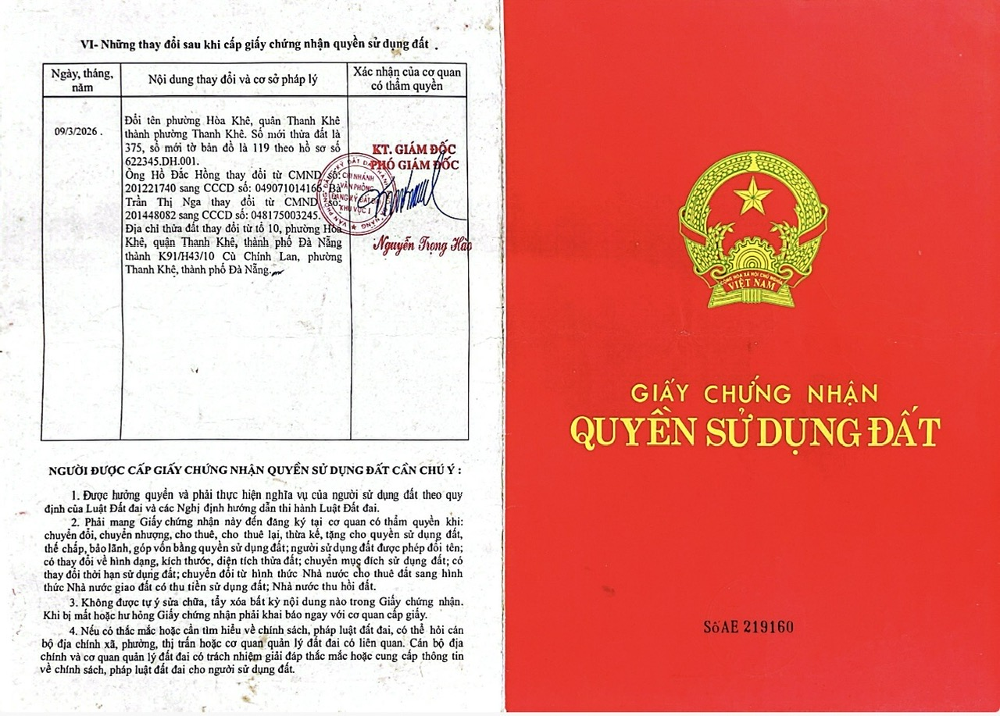 VI- Những thay đổi sau khi cấp giấy chứng nhận quyền sử dụng đất .
Ngày, tháng, năm
Nội dung thay đổi và cơ sở pháp lý
Xác nhận của cơ quan có thẩm quyền
09/3/2026 .
Đổi tên phường Hòa Khê, quận Thanh Khê
thành phường Thanh Khê. Số mới thửa đất là
375, số mới tờ bản đồ là 119 theo hồ sơ số
622345.DH.001.
Ông Hồ Đắc Hồng thay đổi từ CMND số:
201221740 sang CCCD số: 049071014166. Bà
Trần Thị Nga thay đổi từ CMND số:
201448082 sang CCCD số: 048175003245.
Địa chỉ thửa đất thay đổi từ tổ 10, phường Hòa
Khê, quận Thanh Khê, thành phố Đà Nẵng
thành K91/H43/10 Cù Chính Lan, phường
Thanh Khê, thành phố Đà Nẵng.
KT. GIÁM ĐỐC
PHÓ GIÁM ĐỐC
CHI NHÁNH
VĂN PHÒNG
ĐĂNG KÝ ĐẤT ĐAI
KHU VỰC I
Nguyễn Trọng Hào
NGƯỜI ĐƯỢC CẤP GIẤY CHỨNG NHẬN QUYỀN SỬ DỤNG ĐẤT CẦN CHÚ Ý :
1. Được hưởng quyền và phải thực hiện nghĩa vụ của người sử dụng đất theo quy
định của Luật Đất đai và các Nghị định hướng dẫn thi hành Luật Đất đai.
2. Phải mang Giấy chứng nhận này đến đăng ký tại cơ quan có thẩm quyền khi:
chuyển đổi, chuyển nhượng, cho thuê, cho thuê lại, thừa kế, tặng cho quyền sử dụng đất,
thế chấp, bảo lãnh, góp vốn bằng quyền sử dụng đất; người sử dụng đất được phép đổi tên;
có thay đổi về hình dạng, kích thước, diện tích thửa đất; chuyển mục đích sử dụng đất; có
thay đổi thời hạn sử dụng đất; chuyển đổi từ hình thức Nhà nước cho thuê đất sang hình
thức Nhà nước giao đất có thu tiền sử dụng đất; Nhà nước thu hồi đất.
3. Không được tự ý sửa chữa, tẩy xóa bất kỳ nội dung nào trong Giấy chứng nhận.
Khi bị mất hoặc hư hỏng Giấy chứng nhận phải khai báo ngay với cơ quan cấp giấy.
4. Nếu có thắc mắc hoặc cần tìm hiểu về chính sách, pháp luật đất đai, có thể hỏi cán
bộ địa chính xã, phường, thị trấn hoặc cơ quan quản lý đất đai có liên quan. Cán bộ địa
chính và cơ quan quản lý đất đai có trách nhiệm giải đáp thắc mắc hoặc cung cấp thông tin
về chính sách, pháp luật đất đai cho người sử dụng đất.
CỘNG HÒA XÃ HỘI CHỦ NGHĨA
VIỆT NAM
GIẤY CHỨNG NHẬN
QUYỀN SỬ DỤNG ĐẤT
Số AE 219160